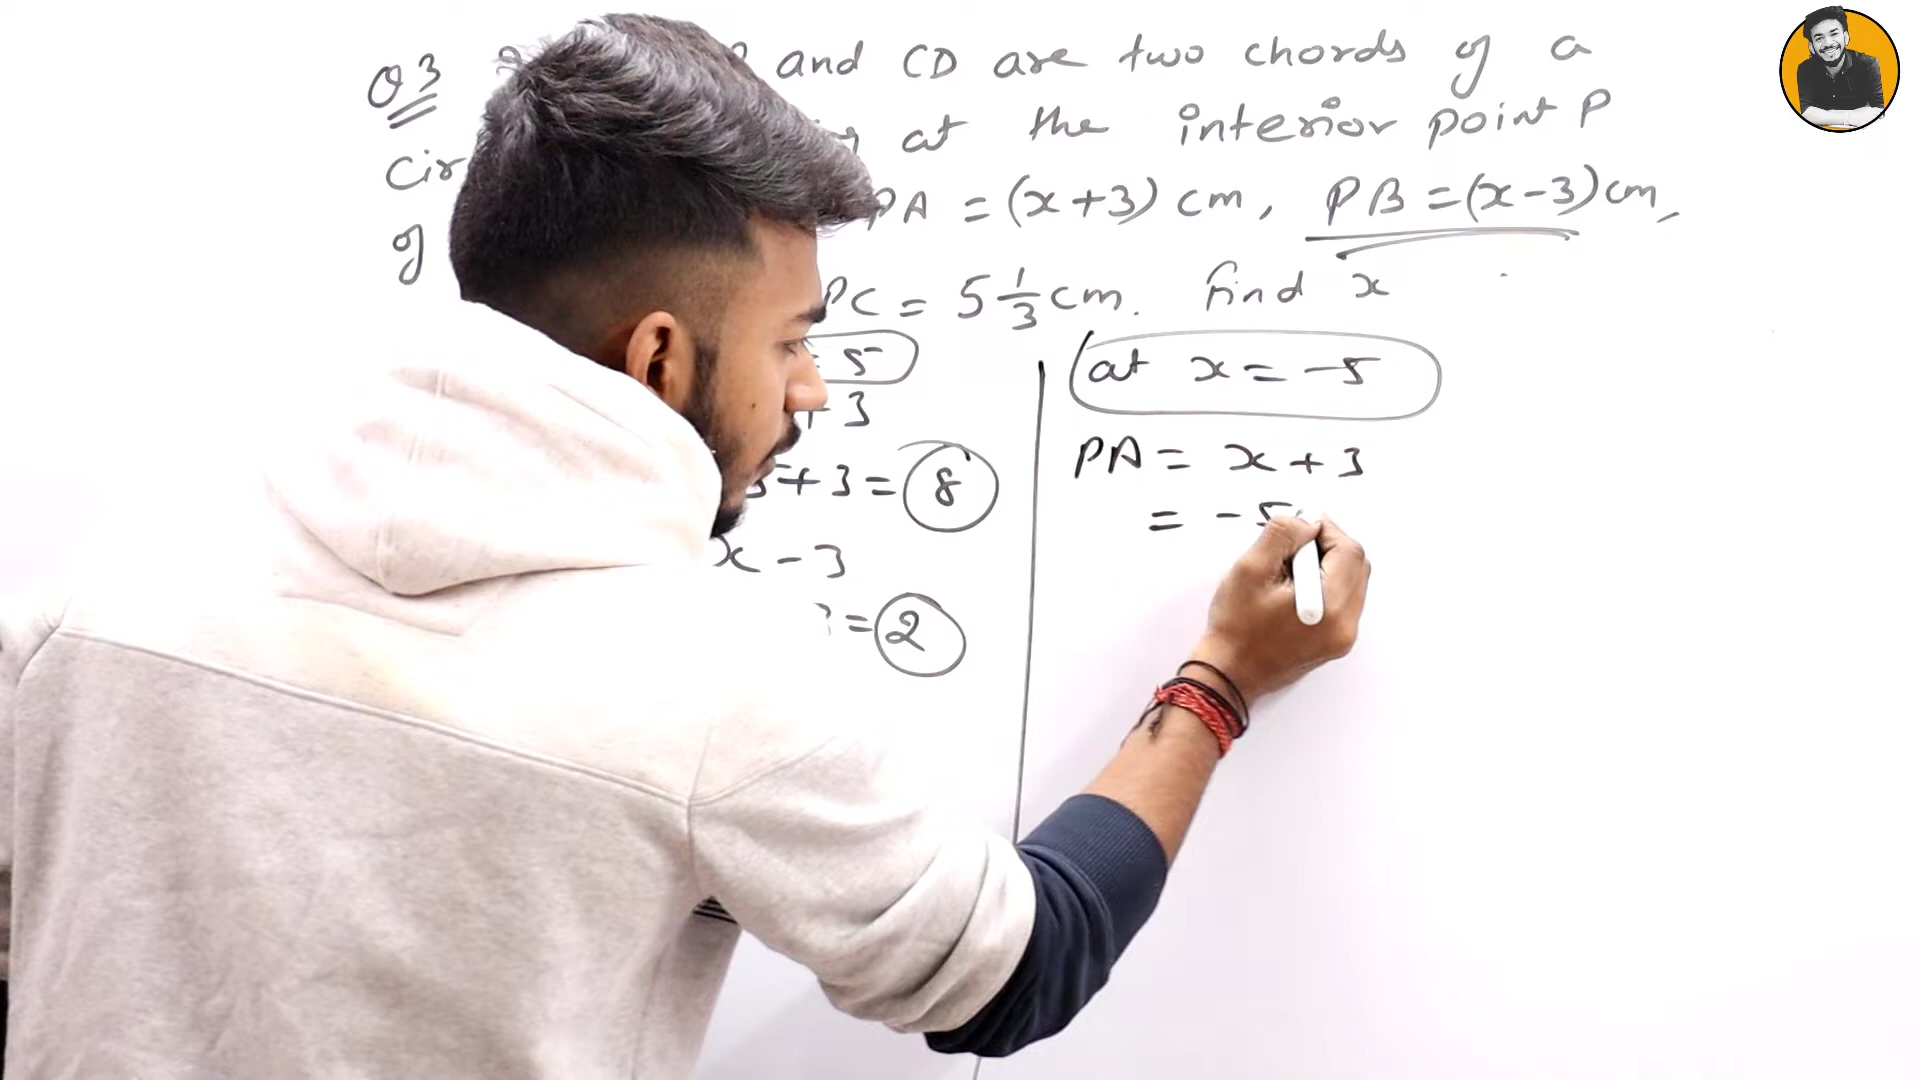 Q3 and CD are two chords of a
cir at the interior point P
of PA = (x+3) cm, PB = (x-3) cm,
PC = 5 1/3 cm. Find x
= 5
+ 3
+ 3 = 8
x - 3
= 2
at x = -5
PA = x + 3
= -5